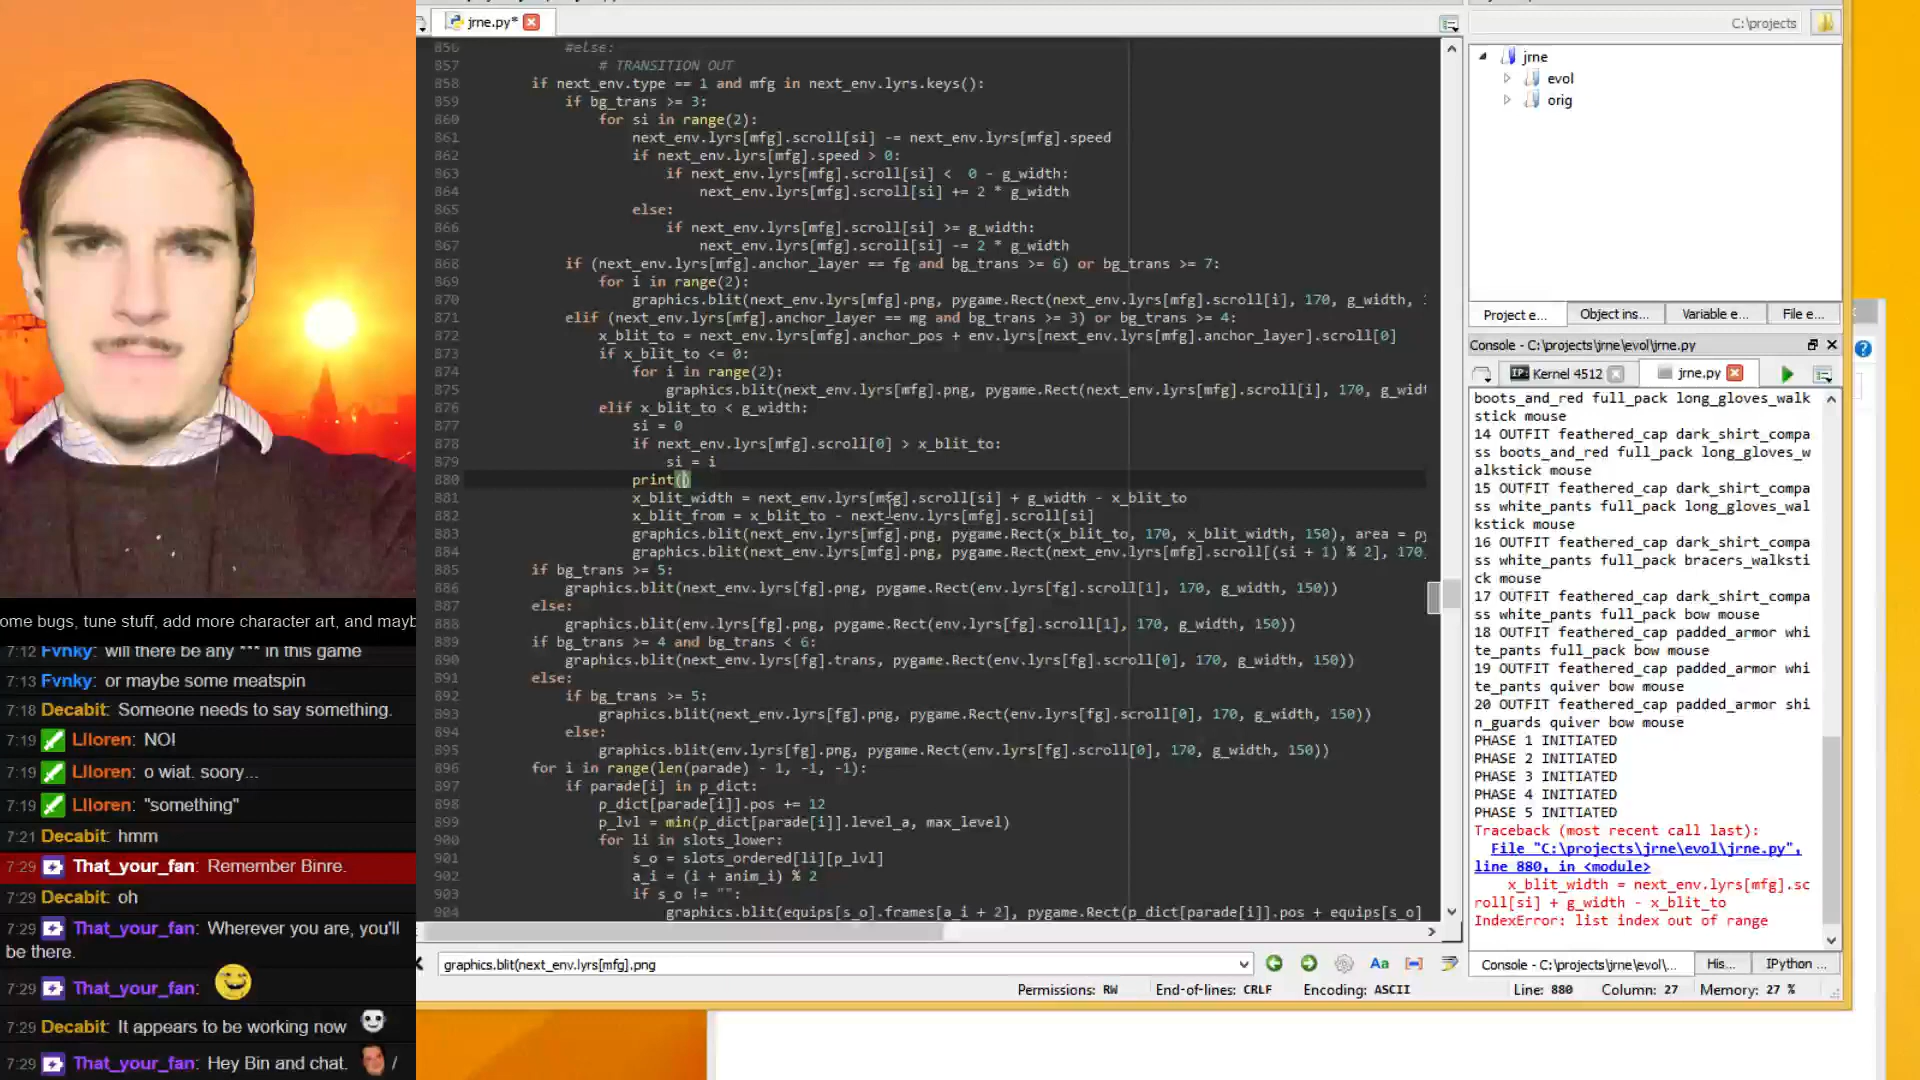 ome bugs, tune stuff, add more character art, and mayb
7:12 Fvnky: will there be any *** in this game
7:13 Fvnky: or maybe some meatspin
7:18 Decabit: Someone needs to say something.
7:19 Llloren: NO!
7:19 Llloren: o wiat. soory...
7:19 Llloren: "something"
7:21 Decabit: hmm
7:29 That_your_fan: Remember Binre.
7:29 Decabit: oh
7:29 That_your_fan: Wherever you are, you'll
be there.
7:29 That_your_fan:
7:29 Decabit: It appears to be working now
7:29 That_your_fan: Hey Bin and chat. /
jrne.py*
856 #else:
857 # TRANSITION OUT
858 if next_env.type == 1 and mfg in next_env.lyrs.keys():
859 if bg_trans >= 3:
860 for si in range(2):
861 next_env.lyrs[mfg].scroll[si] -= next_env.lyrs[mfg].speed
862 if next_env.lyrs[mfg].speed > 0:
863 if next_env.lyrs[mfg].scroll[si] < 0 - g_width:
864 next_env.lyrs[mfg].scroll[si] += 2 * g_width
865 else:
866 if next_env.lyrs[mfg].scroll[si] >= g_width:
867 next_env.lyrs[mfg].scroll[si] -= 2 * g_width
868 if (next_env.lyrs[mfg].anchor_layer == fg and bg_trans >= 6) or bg_trans >= 7:
869 for i in range(2):
870 graphics.blit(next_env.lyrs[mfg].png, pygame.Rect(next_env.lyrs[mfg].scroll[i], 170, g_width, 1
871 elif (next_env.lyrs[mfg].anchor_layer == mg and bg_trans >= 3) or bg_trans >= 4:
872 x_blit_to = next_env.lyrs[mfg].anchor_pos + env.lyrs[next_env.lyrs[mfg].anchor_layer].scroll[0]
873 if x_blit_to <= 0:
874 for i in range(2):
875 graphics.blit(next_env.lyrs[mfg].png, pygame.Rect(next_env.lyrs[mfg].scroll[i], 170, g_widt
876 elif x_blit_to < g_width:
877 si = 0
878 if next_env.lyrs[mfg].scroll[0] > x_blit_to:
879 si = i
880 print()
881 x_blit_width = next_env.lyrs[mfg].scroll[si] + g_width - x_blit_to
882 x_blit_from = x_blit_to - next_env.lyrs[mfg].scroll[si]
883 graphics.blit(next_env.lyrs[mfg].png, pygame.Rect(x_blit_to, 170, x_blit_width, 150), area = py
884 graphics.blit(next_env.lyrs[mfg].png, pygame.Rect(next_env.lyrs[mfg].scroll[(si + 1) % 2], 170,
885 if bg_trans >= 5:
886 graphics.blit(next_env.lyrs[fg].png, pygame.Rect(env.lyrs[fg].scroll[1], 170, g_width, 150))
887 else:
888 graphics.blit(env.lyrs[fg].png, pygame.Rect(env.lyrs[fg].scroll[1], 170, g_width, 150))
889 if bg_trans >= 4 and bg_trans < 6:
890 graphics.blit(next_env.lyrs[fg].trans, pygame.Rect(env.lyrs[fg].scroll[0], 170, g_width, 150))
891 else:
892 if bg_trans >= 5:
893 graphics.blit(next_env.lyrs[fg].png, pygame.Rect(env.lyrs[fg].scroll[0], 170, g_width, 150))
894 else:
895 graphics.blit(env.lyrs[fg].png, pygame.Rect(env.lyrs[fg].scroll[0], 170, g_width, 150))
896 for i in range(len(parade) - 1, -1, -1):
897 if parade[i] in p_dict:
898 p_dict[parade[i]].pos += 12
899 p_lvl = min(p_dict[parade[i]].level_a, max_level)
900 for li in slots_lower:
901 s_o = slots_ordered[li][p_lvl]
902 a_i = (i + anim_i) % 2
903 if s_o != "":
904 graphics.blit(equips[s_o].frames[a_i + 2], pygame.Rect(p_dict[parade[i]].pos + equips[s_o]
graphics.blit(next_env.lyrs[mfg].png
Aa
Permissions: RW End-of-lines: CRLF Encoding: ASCII Line: 880 Column: 27 Memory: 27 %
C:\projects
jrne
evol
orig
Project e... Object ins... Variable e... File e...
Console - C:\projects\jrne\evol\jrne.py
IP: Kernel 4512 jrne.py
boots_and_red full_pack long_gloves_walk
stick mouse
14 OUTFIT feathered_cap dark_shirt_compa
ss boots_and_red full_pack long_gloves_w
alkstick mouse
15 OUTFIT feathered_cap dark_shirt_compa
ss white_pants full_pack long_gloves_wal
kstick mouse
16 OUTFIT feathered_cap dark_shirt_compa
ss white_pants full_pack bracers_walksti
ck mouse
17 OUTFIT feathered_cap dark_shirt_compa
ss white_pants full_pack bow mouse
18 OUTFIT feathered_cap padded_armor whi
te_pants full_pack bow mouse
19 OUTFIT feathered_cap padded_armor whi
te_pants quiver bow mouse
20 OUTFIT feathered_cap padded_armor shi
n_guards quiver bow mouse
PHASE 1 INITIATED
PHASE 2 INITIATED
PHASE 3 INITIATED
PHASE 4 INITIATED
PHASE 5 INITIATED
Traceback (most recent call last):
File "C:\projects\jrne\evol\jrne.py",
line 880, in <module>
x_blit_width = next_env.lyrs[mfg].sc
roll[si] + g_width - x_blit_to
IndexError: list index out of range
Console - C:\projects\jrne\evol\... His... IPython ...